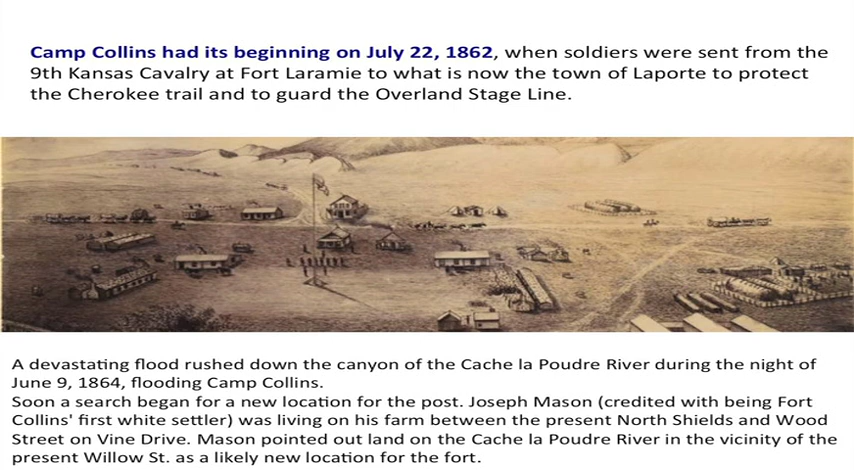 Camp Collins had its beginning on July 22, 1862, when soldiers were sent from the
9th Kansas Cavalry at Fort Laramie to what is now the town of Laporte to protect
the Cherokee trail and to guard the Overland Stage Line.
A devastating flood rushed down the canyon of the Cache la Poudre River during the night of
June 9, 1864, flooding Camp Collins.
Soon a search began for a new location for the post. Joseph Mason (credited with being Fort
Collins' first white settler) was living on his farm between the present North Shields and Wood
Street on Vine Drive. Mason pointed out land on the Cache la Poudre River in the vicinity of the
present Willow St. as a likely new location for the fort.